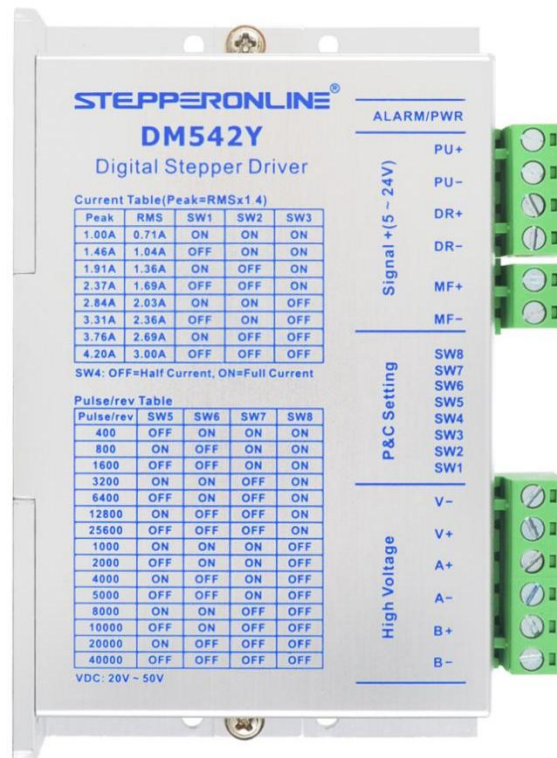 STEPPERONLINE®
DM542Y
Digital Stepper Driver
Current Table(Peak=RMSx1.4)
Peak RMS SW1 SW2 SW3
1.00A 0.71A ON ON ON
1.46A 1.04A OFF ON ON
1.91A 1.36A ON OFF ON
2.37A 1.69A OFF OFF ON
2.84A 2.03A ON ON OFF
3.31A 2.36A OFF ON OFF
3.76A 2.69A ON OFF OFF
4.20A 3.00A OFF OFF OFF
SW4: OFF=Half Current, ON=Full Current
Pulse/rev Table
Pulse/rev SW5 SW6 SW7 SW8
400 OFF ON ON ON
800 ON OFF ON ON
1600 OFF OFF ON ON
3200 ON ON OFF ON
6400 OFF ON OFF ON
12800 ON OFF OFF ON
25600 OFF OFF OFF ON
1000 ON ON ON OFF
2000 OFF ON ON OFF
4000 ON OFF ON OFF
5000 OFF OFF ON OFF
8000 ON ON OFF OFF
10000 OFF ON OFF OFF
20000 ON OFF OFF OFF
40000 OFF OFF OFF OFF
VDC: 20V ~ 50V
ALARM/PWR
Signal +(5 ~ 24V)
PU+
PU-
DR+
DR-
MF+
MF-
P&C Setting
SW8
SW7
SW6
SW5
SW4
SW3
SW2
SW1
High Voltage
V-
V+
A+
A-
B+
B-